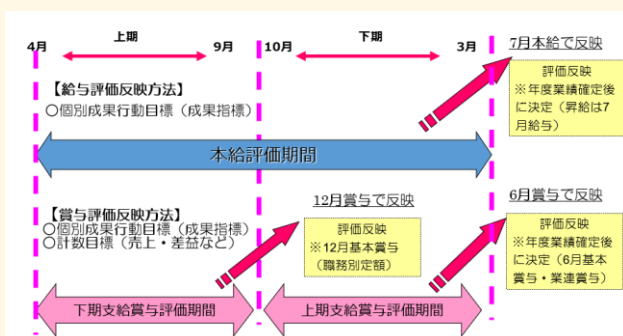 4月
上期
9月
10月
下期
3月
7月本給で反映
評価反映
※年度業績確定後
に決定（昇給は7
月給与）
【給与評価反映方法】
○個別成果行動目標（成果指標）
本給評価期間
【賞与評価反映方法】
○個別成果行動目標（成果指標）
○計数目標（売上・差益など）
12月賞与で反映
評価反映
※12月基本賞与
（職務別定額）
6月賞与で反映
評価反映
※年度業績確定後
に決定（6月基本
賞与・業連賞与）
下期支給賞与評価期間
上期支給賞与評価期間